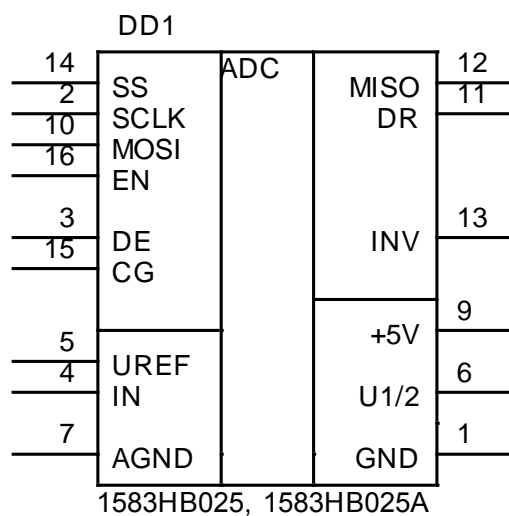 DD1
ADC
14 SS
2 SCLK
10 MOSI
16 EN
3 DE
15 CG
5 UREF
4 IN
7 AGND
MISO 12
DR 11
INV 13
+5V 9
U1/2 6
GND 1
1583HB025, 1583HB025A